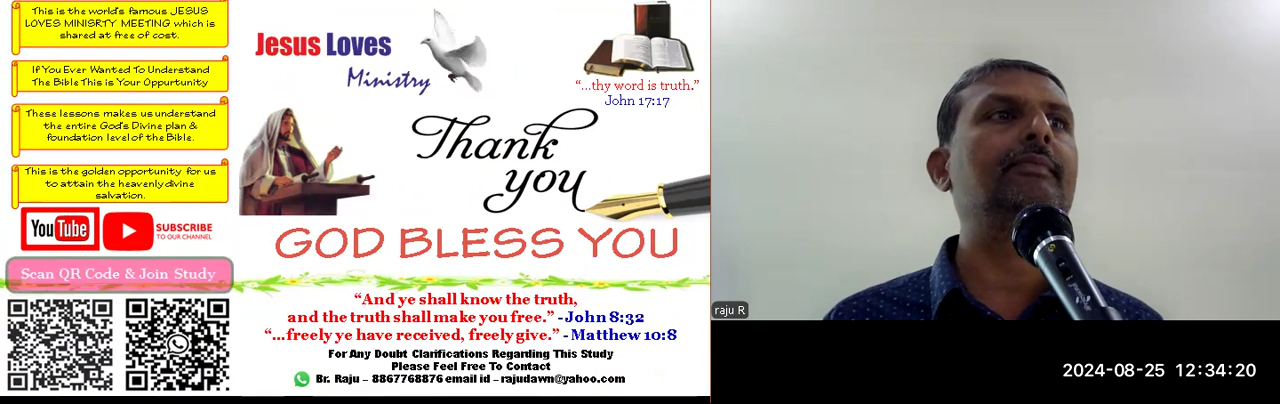 This is the world's famous JESUS
LOVES MINISRTY MEETING which is
shared at free of cost.
If You Ever Wanted To Understand
The Bible This is Your Oppurtunity
These lessons makes us understand
the entire God's Divine plan &
foundation level of the Bible.
This is the golden opportunity for us
to attain the heavenly divine
salvation.
YouTube
SUBSCRIBE
TO OUR CHANNEL
Scan QR Code & Join Study
Jesus Loves
Ministry
"...thy word is truth."
John 17:17
Thank
you
GOD BLESS YOU
"And ye shall know the truth,
and the truth shall make you free." - John 8:32
"...freely ye have received, freely give." - Matthew 10:8
For Any Doubt Clarifications Regarding This Study
Please Feel Free To Contact
Br. Raju – 8867768876 email id – rajudawn@yahoo.com
raju R
2024-08-25 12:34:20